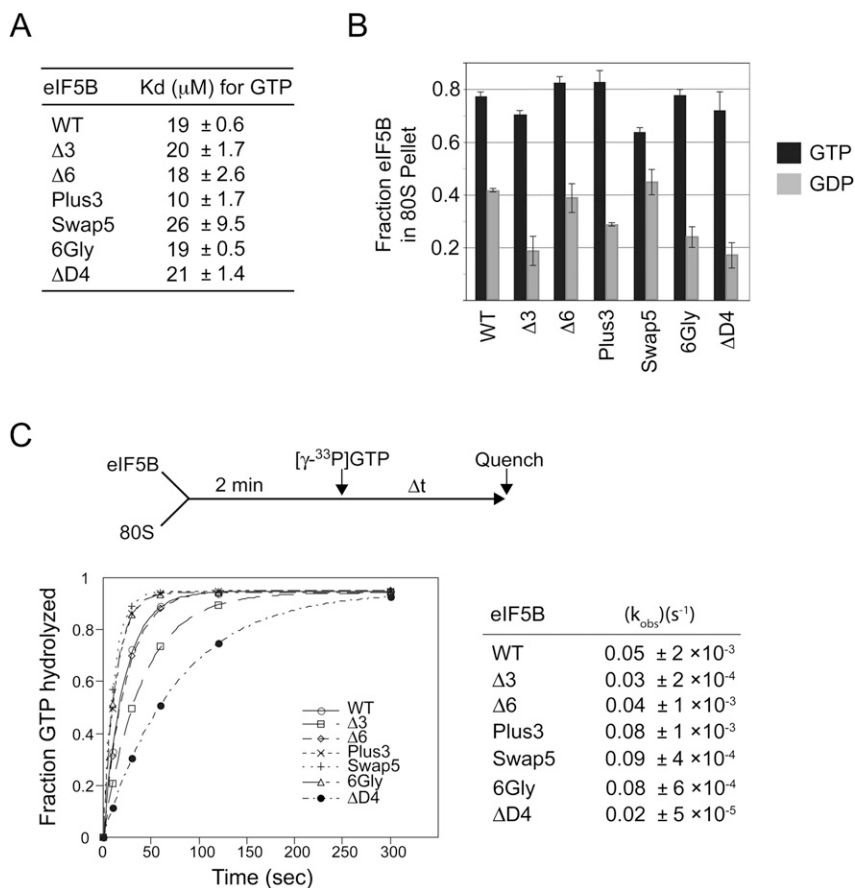 A
eIF5B Kd (μM) for GTP
WT 19 ± 0.6
Δ3 20 ± 1.7
Δ6 18 ± 2.6
Plus3 10 ± 1.7
Swap5 26 ± 9.5
6Gly 19 ± 0.5
ΔD4 21 ± 1.4
B
Fraction eIF5B
in 80S Pellet
0.8
0.6
0.4
0.2
WT Δ3 Δ6 Plus3 Swap5 6Gly ΔD4
GTP
GDP
C
eIF5B
80S
2 min
[γ-³³P]GTP
Δt
Quench
Fraction GTP hydrolyzed
1
0.8
0.6
0.4
0.2
0
0 50 100 150 200 250 300 350
Time (sec)
WT
Δ3
Δ6
Plus3
Swap5
6Gly
ΔD4
eIF5B (k_obs)(s⁻¹)
WT 0.05 ± 2 ×10⁻³
Δ3 0.03 ± 2 ×10⁻⁴
Δ6 0.04 ± 1 ×10⁻³
Plus3 0.08 ± 1 ×10⁻³
Swap5 0.09 ± 4 ×10⁻⁴
6Gly 0.08 ± 6 ×10⁻⁴
ΔD4 0.02 ± 5 ×10⁻⁵